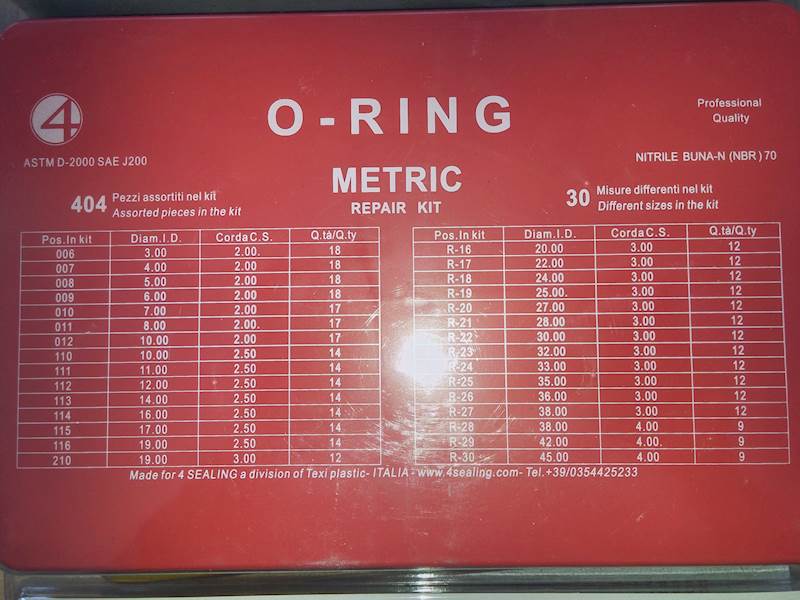 4
O-RING
Professional
Quality
ASTM D-2000 SAE J200
NITRILE BUNA-N (NBR) 70
METRIC
REPAIR KIT
404 Pezzi assortiti nel kit
Assorted pieces in the kit
30 Misure differenti nel kit
Different sizes in the kit
Pos.In kit Diam.I.D. Corda C.S. Q.tà/Q.ty
006 3.00 2.00. 18
007 4.00 2.00 18
008 5.00 2.00 18
009 6.00 2.00 18
010 7.00 2.00 17
011 8.00 2.00. 17
012 10.00 2.00 17
110 10.00 2.50 14
111 11.00 2.50 14
112 12.00 2.50 14
113 14.00 2.50 14
114 16.00 2.50 14
115 17.00 2.50 14
116 19.00 2.50 14
210 19.00 3.00 12
Pos.In kit Diam.I.D. Corda C.S. Q.tà/Q.ty
R-16 20.00 3.00 12
R-17 22.00 3.00 12
R-18 24.00 3.00 12
R-19 25.00. 3.00 12
R-20 27.00 3.00 12
R-21 28.00 3.00 12
R-22 30.00 3.00 12
R-23 32.00 3.00 12
R-24 33.00 3.00 12
R-25 35.00 3.00 12
R-26 36.00 3.00 12
R-27 38.00 3.00 12
R-28 38.00 4.00 9
R-29 42.00 4.00. 9
R-30 45.00 4.00 9
Made for 4 SEALING a division of Texi plastic- ITALIA - www.4sealing.com- Tel.+39/0354425233